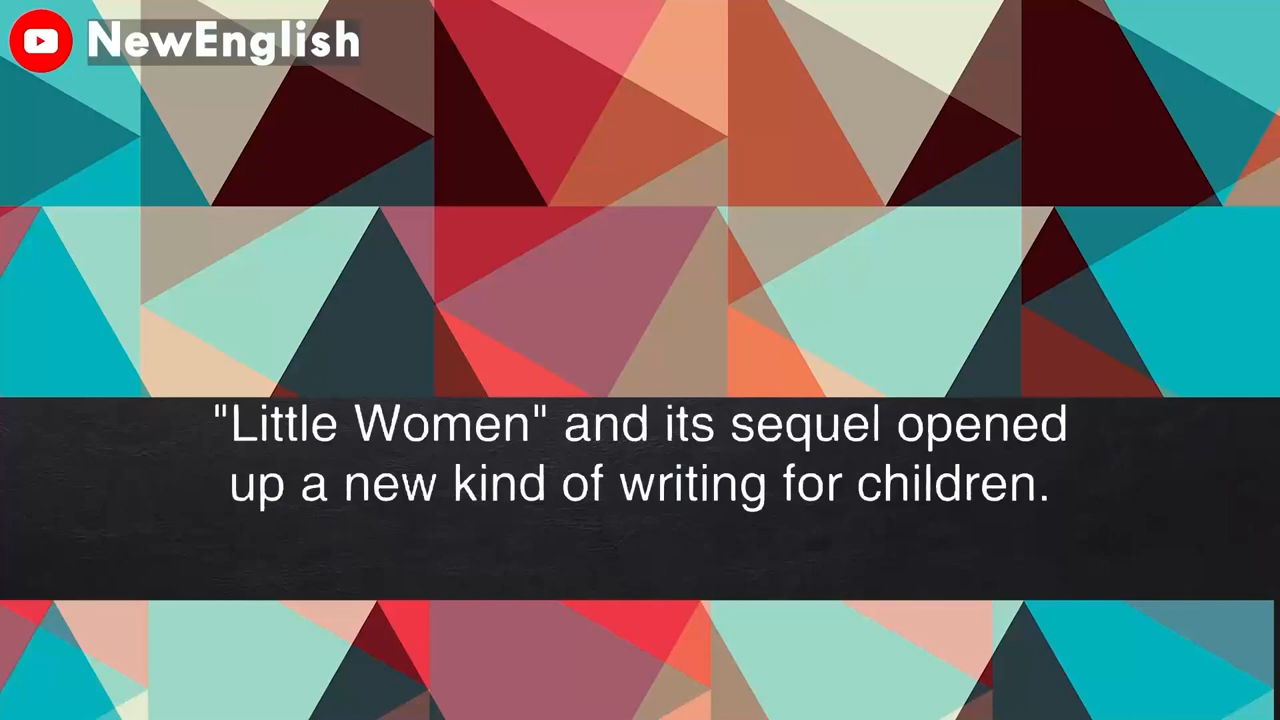 NewEnglish
"Little Women" and its sequel opened
up a new kind of writing for children.